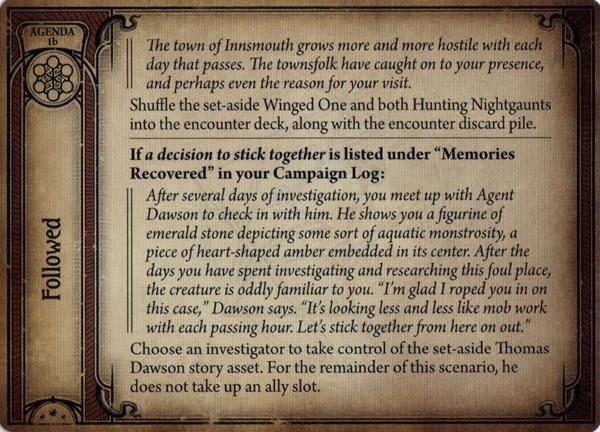 AGENDA
1b
Followed
The town of Innsmouth grows more and more hostile with each
day that passes. The townsfolk have caught on to your presence,
and perhaps even the reason for your visit.
Shuffle the set-aside Winged One and both Hunting Nightgaunts
into the encounter deck, along with the encounter discard pile.
If a decision to stick together is listed under “Memories
Recovered” in your Campaign Log:
After several days of investigation, you meet up with Agent
Dawson to check in with him. He shows you a figurine of
emerald stone depicting some sort of aquatic monstrosity, a
piece of heart-shaped amber embedded in its center. After the
days you have spent investigating and researching this foul place,
the creature is oddly familiar to you. “I’m glad I roped you in on
this case,” Dawson says. “It’s looking less and less like mob work
with each passing hour. Let’s stick together from here on out.”
Choose an investigator to take control of the set-aside Thomas
Dawson story asset. For the remainder of this scenario, he
does not take up an ally slot.